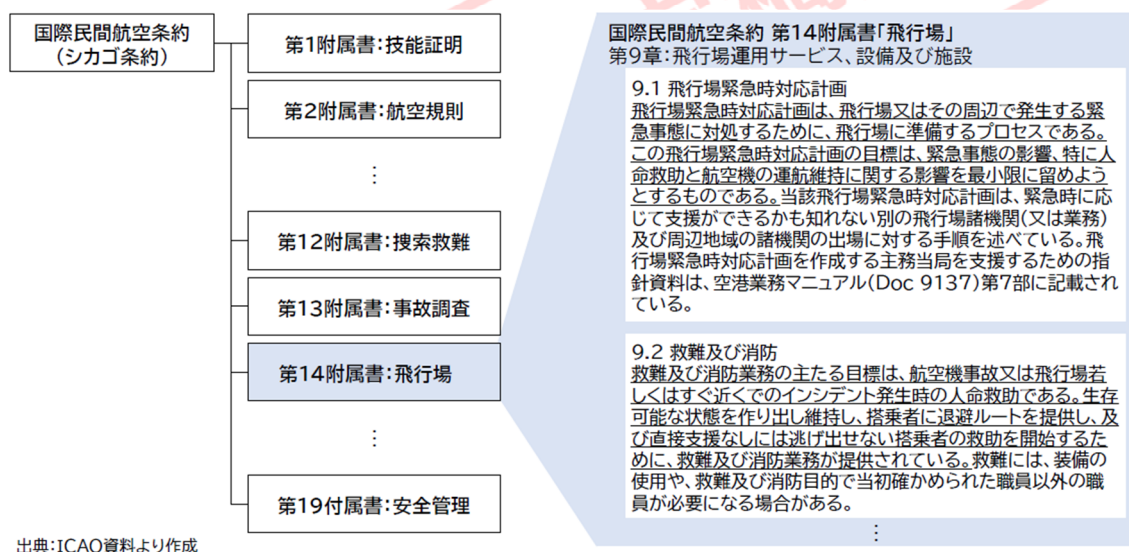 国際民間航空条約
(シカゴ条約)
第1附属書:技能証明
第2附属書:航空規則
⋮
第12附属書:捜索救難
第13附属書:事故調査
第14附属書:飛行場
⋮
第19付属書:安全管理
出典:ICAO資料より作成
国際民間航空条約 第14附属書「飛行場」
第9章:飛行場運用サービス、設備及び施設
9.1 飛行場緊急時対応計画
飛行場緊急時対応計画は、飛行場又はその周辺で発生する緊
急事態に対処するために、飛行場に準備するプロセスである。
この飛行場緊急時対応計画の目標は、緊急事態の影響、特に人
命救助と航空機の運航維持に関する影響を最小限に留めよう
とするものである。当該飛行場緊急時対応計画は、緊急時に応
じて支援ができるかも知れない別の飛行場諸機関(又は業務)
及び周辺地域の諸機関の出場に対する手順を述べている。飛
行場緊急時対応計画を作成する主務当局を支援するための指
針資料は、空港業務マニュアル(Doc 9137)第7部に記載され
ている。
9.2 救難及び消防
救難及び消防業務の主たる目標は、航空機事故又は飛行場若
しくはすぐ近くでのインシデント発生時の人命救助である。生存
可能な状態を作り出し維持し、搭乗者に退避ルートを提供し、及
び直接支援なしには逃げ出せない搭乗者の救助を開始するた
めに、救難及び消防業務が提供されている。救難には、装備の
使用や、救難及び消防目的で当初確かめられた職員以外の職
員が必要になる場合がある。
⋮